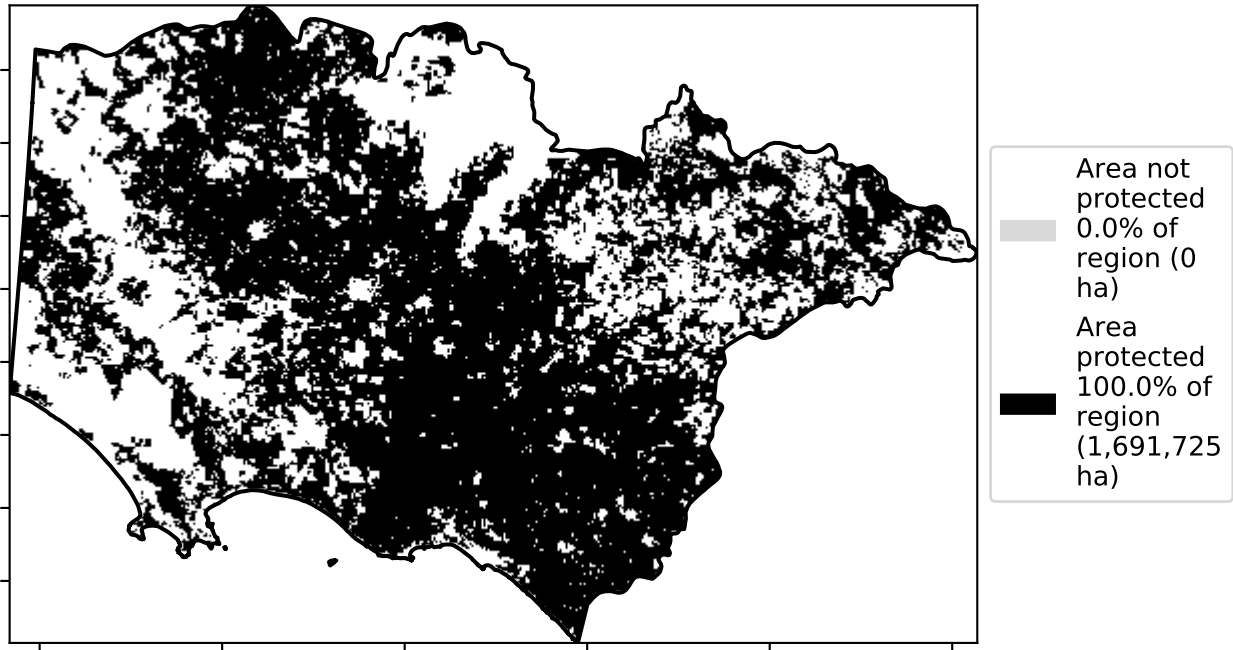 Area not
protected
0.0% of
region (0
ha)
Area
protected
100.0% of
region
(1,691,725
ha)